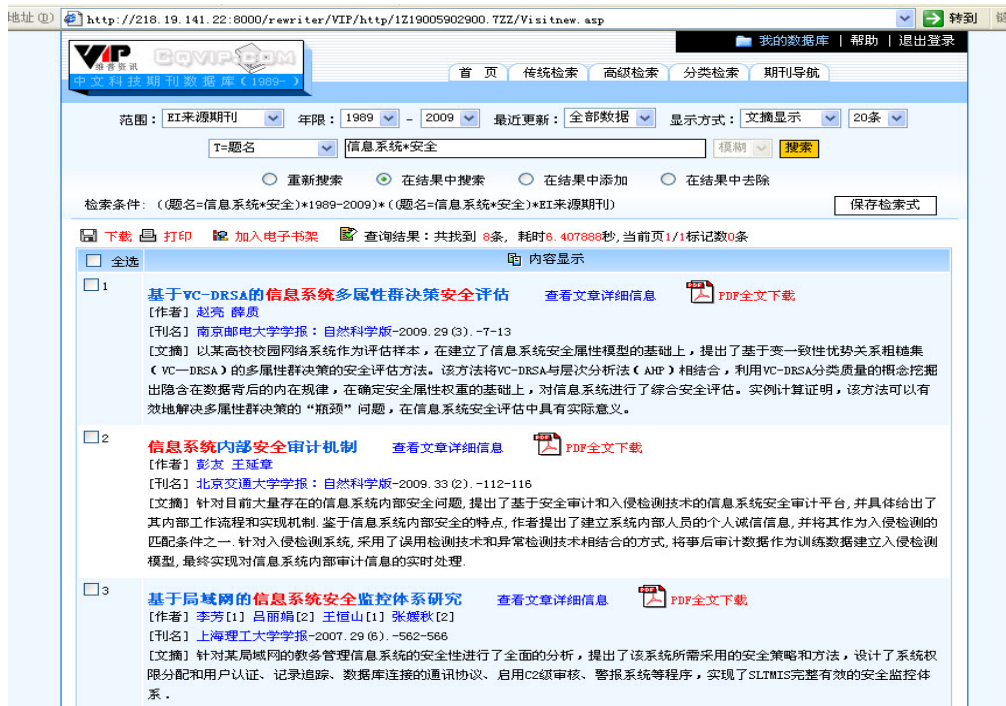 地址(D) http://218.19.141.22:8000/rewriter/VIP/http/1Z19005902900.7ZZ/Visitnew.asp 转到
我的数据库 | 帮助 | 退出登录
VIP 维普资讯 CQVIP.COM
中文科技期刊数据库(1989- )
首 页 传统检索 高级检索 分类检索 期刊导航
范围: EI来源期刊 年限: 1989 - 2009 最近更新: 全部数据 显示方式: 文摘显示 20条
T=题名 信息系统*安全 模糊 搜索
重新搜索 在结果中搜索 在结果中添加 在结果中去除
检索条件: ((题名=信息系统*安全)*1989-2009)*((题名=信息系统*安全)*EI来源期刊) 保存检索式
下载 打印 加入电子书架 查询结果:共找到 8条, 耗时6.407888秒,当前页1/1标记数0条
全选 内容显示
1 基于VC-DRSA的信息系统多属性群决策安全评估 查看文章详细信息 PDF全文下载
[作者] 赵亮 薛质
[刊名] 南京邮电大学学报:自然科学版-2009.29(3).-7-13
[文摘] 以某高校校园网络系统作为评估样本,在建立了信息系统安全属性模型的基础上,提出了基于变一致性优势关系粗糙集
(VC—DRSA)的多属性群决策的安全评估方法。该方法将VC-DRSA与层次分析法(AHP)相结合,利用VC-DRSA分类质量的概念挖掘
出隐含在数据背后的内在规律,在确定安全属性权重的基础上,对信息系统进行了综合安全评估。实例计算证明,该方法可以有
效地解决多属性群决策的“瓶颈”问题,在信息系统安全评估中具有实际意义。
2 信息系统内部安全审计机制 查看文章详细信息 PDF全文下载
[作者] 彭友 王延章
[刊名] 北京交通大学学报:自然科学版-2009.33(2).-112-116
[文摘] 针对目前大量存在的信息系统内部安全问题,提出了基于安全审计和入侵检测技术的信息系统安全审计平台,并具体给出了
其内部工作流程和实现机制.鉴于信息系统内部安全的特点,作者提出了建立系统内部人员的个人诚信信息,并将其作为入侵检测的
匹配条件之一.针对入侵检测系统,采用了误用检测技术和异常检测技术相结合的方式,将事后审计数据作为训练数据建立入侵检测
模型,最终实现对信息系统内部审计信息的实时处理.
3 基于局域网的信息系统安全监控体系研究 查看文章详细信息 PDF全文下载
[作者] 李芳[1] 吕丽娟[2] 王恒山[1] 张媛秋[2]
[刊名] 上海理工大学学报-2007.29(6).-562-566
[文摘] 针对某局域网的教务管理信息系统的安全性进行了全面的分析,提出了该系统所需采用的安全策略和方法,设计了系统权
限分配和用户认证、记录追踪、数据库连接的通讯协议、启用C2级审核、警报系统等程序,实现了SLTMIS完整有效的安全监控体
系.